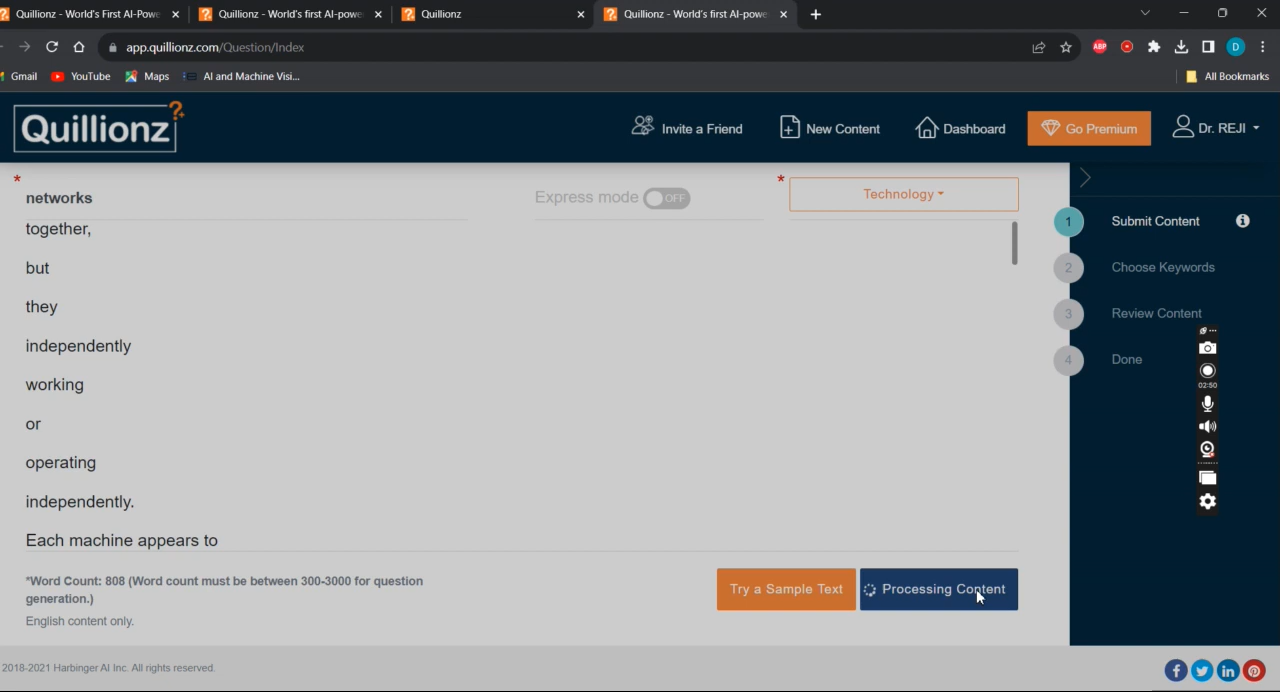 Quillionz - World's First AI-Powe
Quillionz - World's first AI-powe
Quillionz
Quillionz - World's first AI-powe
app.quillionz.com/Question/Index
ABP
D
Gmail
YouTube
Maps
AI and Machine Visi...
All Bookmarks
Quillionz?+
Invite a Friend
New Content
Dashboard
Go Premium
Dr. REJI
*
networks
Express mode
OFF
*
Technology
together,
but
they
independently
working
or
operating
independently.
Each machine appears to
1
Submit Content
i
2
Choose Keywords
3
Review Content
4
Done
02:50
*Word Count: 808 (Word count must be between 300-3000 for question
generation.)
English content only.
Try a Sample Text
Processing Content
2018-2021 Harbinger AI Inc. All rights reserved.